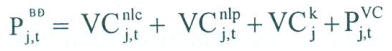 P_{j,t}^{BĐ} = VC_{j,t}^{nlc} + VC_{j,t}^{nlp} + VC_{j}^{k} + P_{j,t}^{VC}